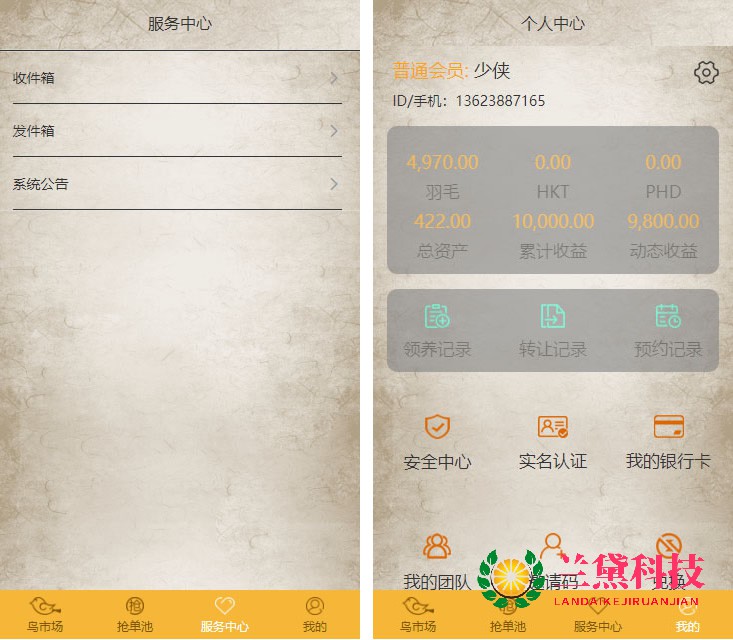 服务中心
收件箱
发件箱
系统公告
鸟市场 抢单池 服务中心 我的
个人中心
普通会员: 少侠
ID/手机: 13623887165
4,970.00 0.00 0.00
羽毛 HKT PHD
422.00 10,000.00 9,800.00
总资产 累计收益 动态收益
领养记录 转让记录 预约记录
安全中心 实名认证 我的银行卡
我的团队 邀请码 兑换
兰黛科技
LANDAIKEJIRUANJIAN
鸟市场 抢单池 服务中心 我的